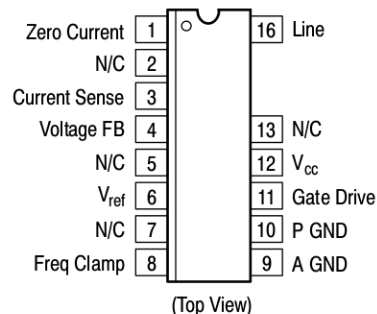 Zero Current 1 16 Line
N/C 2
Current Sense 3
Voltage FB 4 13 N/C
N/C 5 12 Vcc
Vref 6 11 Gate Drive
N/C 7 10 P GND
Freq Clamp 8 9 A GND
(Top View)